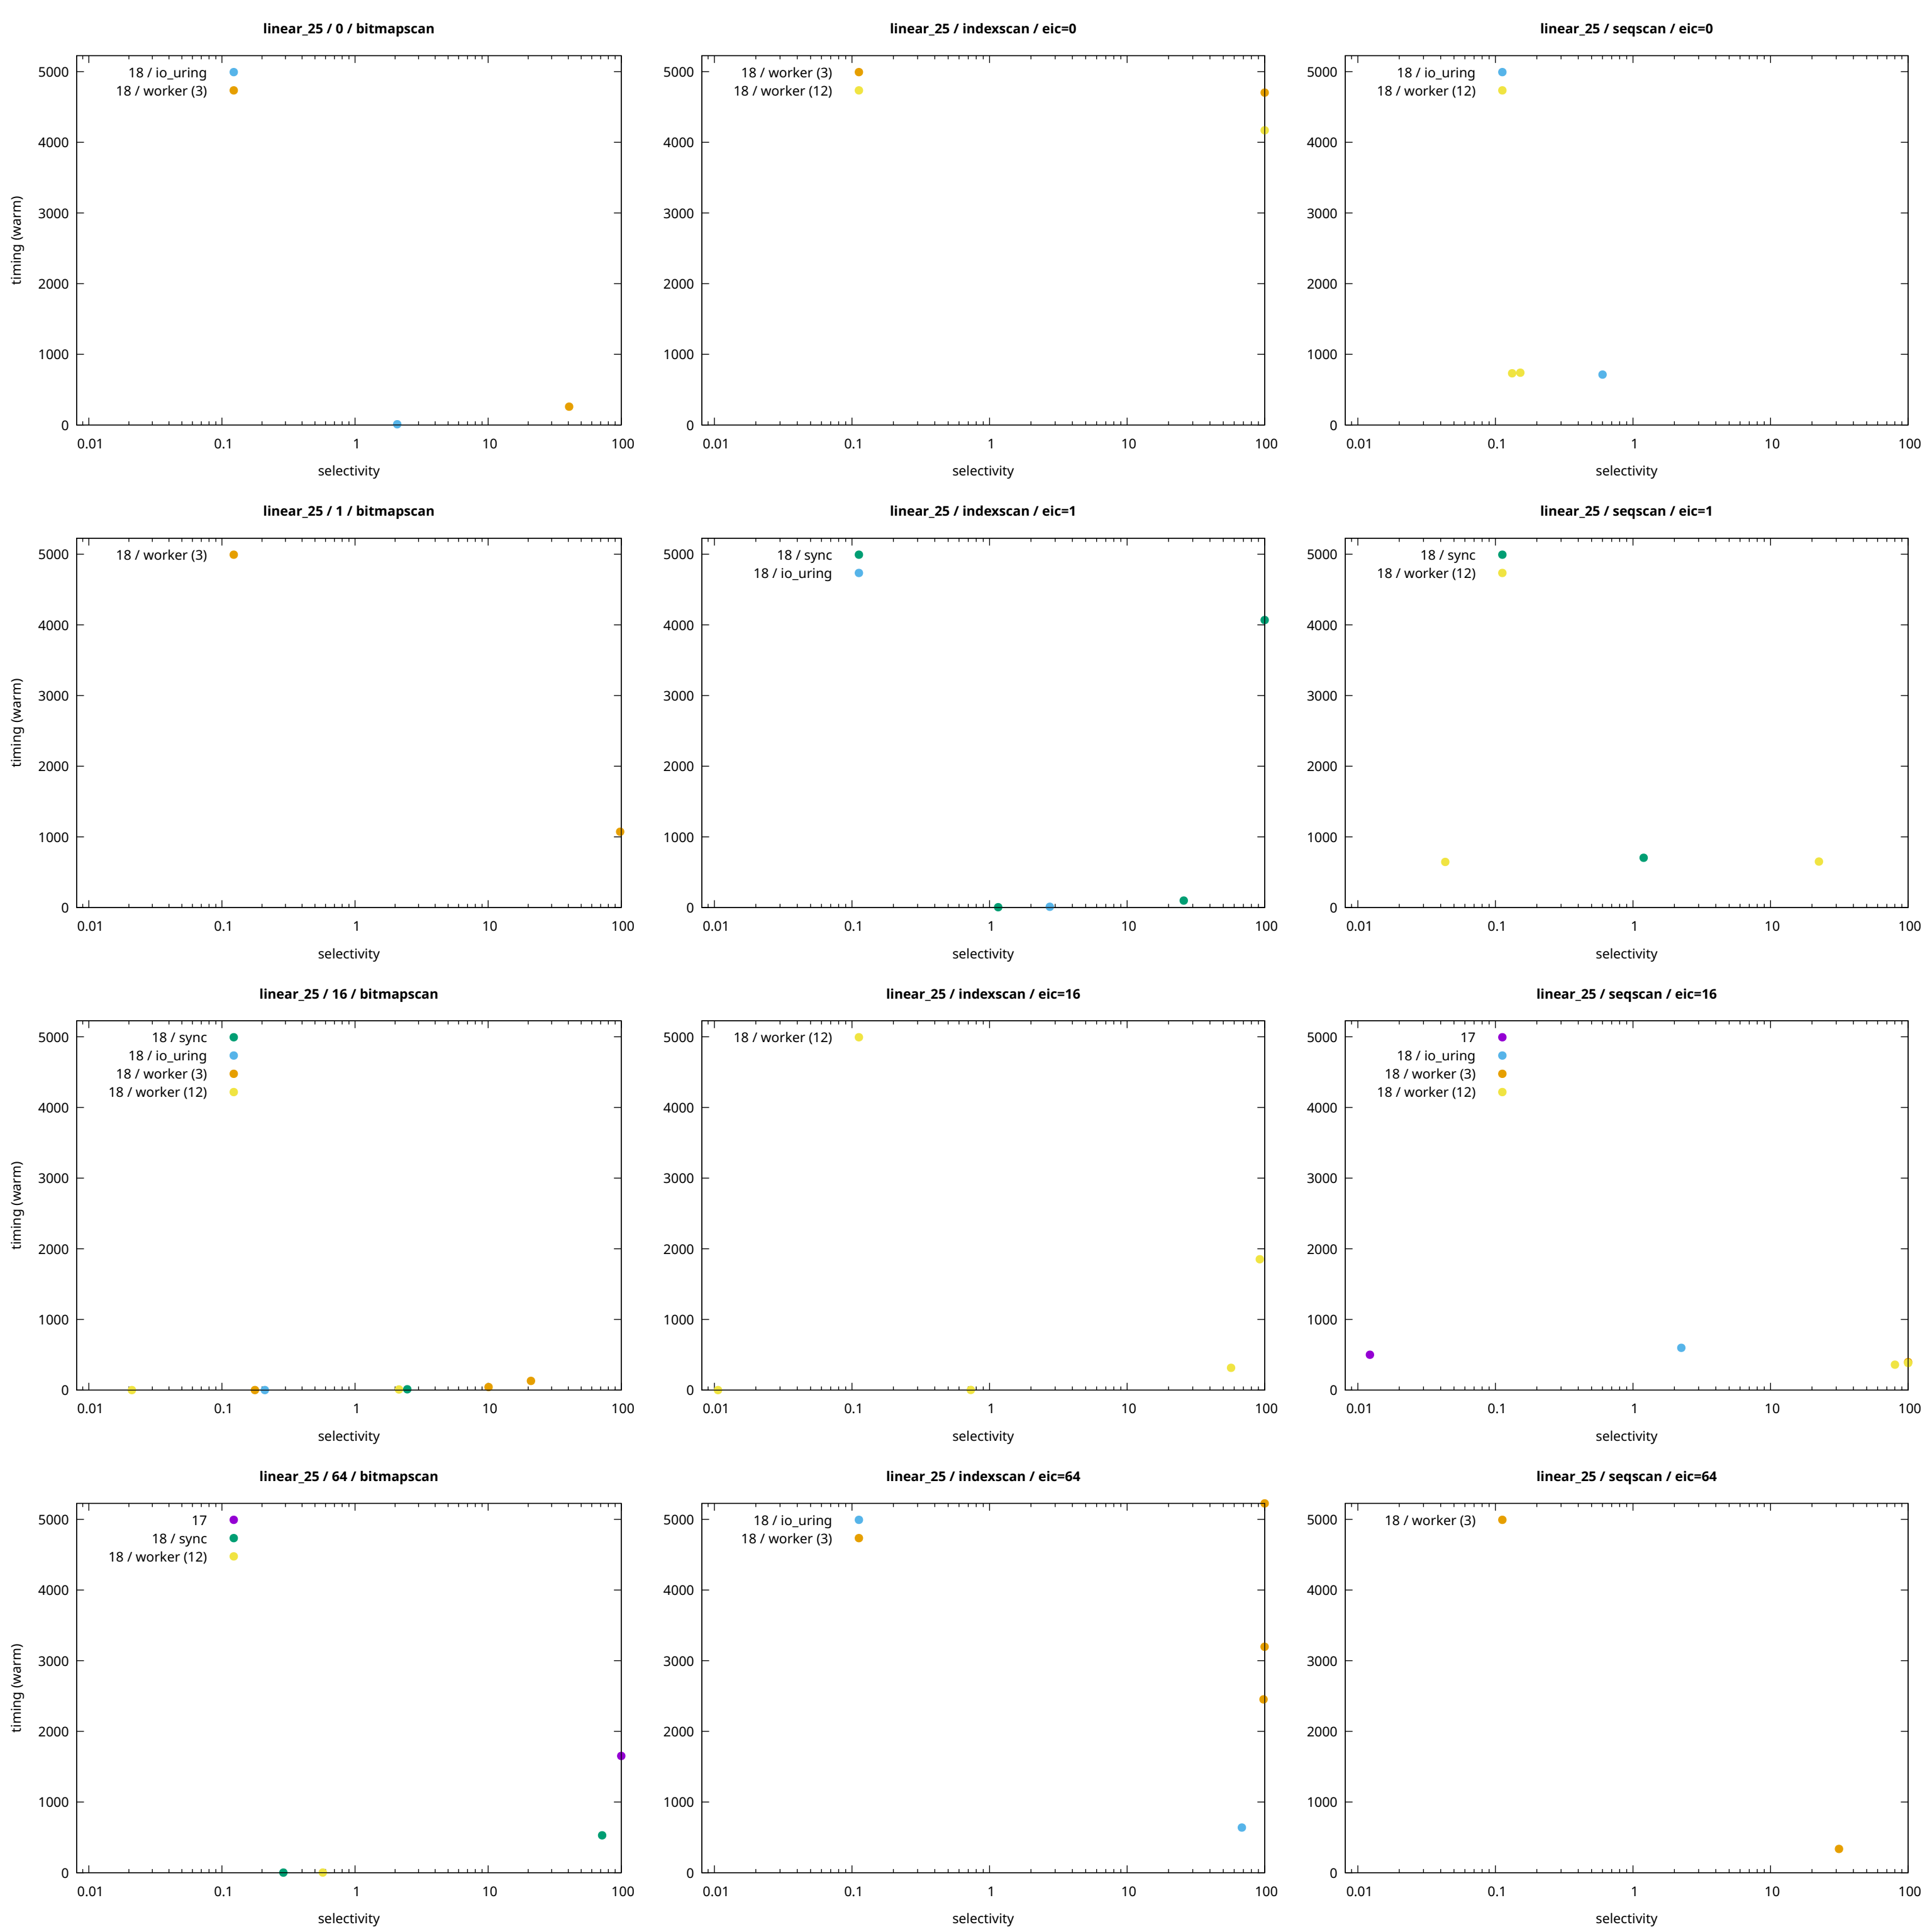 linear_25 / 0 / bitmapscan
timing (warm)
18 / io_uring
18 / worker (3)
5000
4000
3000
2000
1000
0
0.01 0.1 1 10 100
selectivity
linear_25 / indexscan / eic=0
18 / worker (3)
18 / worker (12)
5000
4000
3000
2000
1000
0
0.01 0.1 1 10 100
selectivity
linear_25 / seqscan / eic=0
18 / io_uring
18 / worker (12)
5000
4000
3000
2000
1000
0
0.01 0.1 1 10 100
selectivity
linear_25 / 1 / bitmapscan
timing (warm)
18 / worker (3)
5000
4000
3000
2000
1000
0
0.01 0.1 1 10 100
selectivity
linear_25 / indexscan / eic=1
18 / sync
18 / io_uring
5000
4000
3000
2000
1000
0
0.01 0.1 1 10 100
selectivity
linear_25 / seqscan / eic=1
18 / sync
18 / worker (12)
5000
4000
3000
2000
1000
0
0.01 0.1 1 10 100
selectivity
linear_25 / 16 / bitmapscan
timing (warm)
18 / sync
18 / io_uring
18 / worker (3)
18 / worker (12)
5000
4000
3000
2000
1000
0
0.01 0.1 1 10 100
selectivity
linear_25 / indexscan / eic=16
18 / worker (12)
5000
4000
3000
2000
1000
0
0.01 0.1 1 10 100
selectivity
linear_25 / seqscan / eic=16
17
18 / io_uring
18 / worker (3)
18 / worker (12)
5000
4000
3000
2000
1000
0
0.01 0.1 1 10 100
selectivity
linear_25 / 64 / bitmapscan
timing (warm)
17
18 / sync
18 / worker (12)
5000
4000
3000
2000
1000
0
0.01 0.1 1 10 100
selectivity
linear_25 / indexscan / eic=64
18 / io_uring
18 / worker (3)
5000
4000
3000
2000
1000
0
0.01 0.1 1 10 100
selectivity
linear_25 / seqscan / eic=64
18 / worker (3)
5000
4000
3000
2000
1000
0
0.01 0.1 1 10 100
selectivity